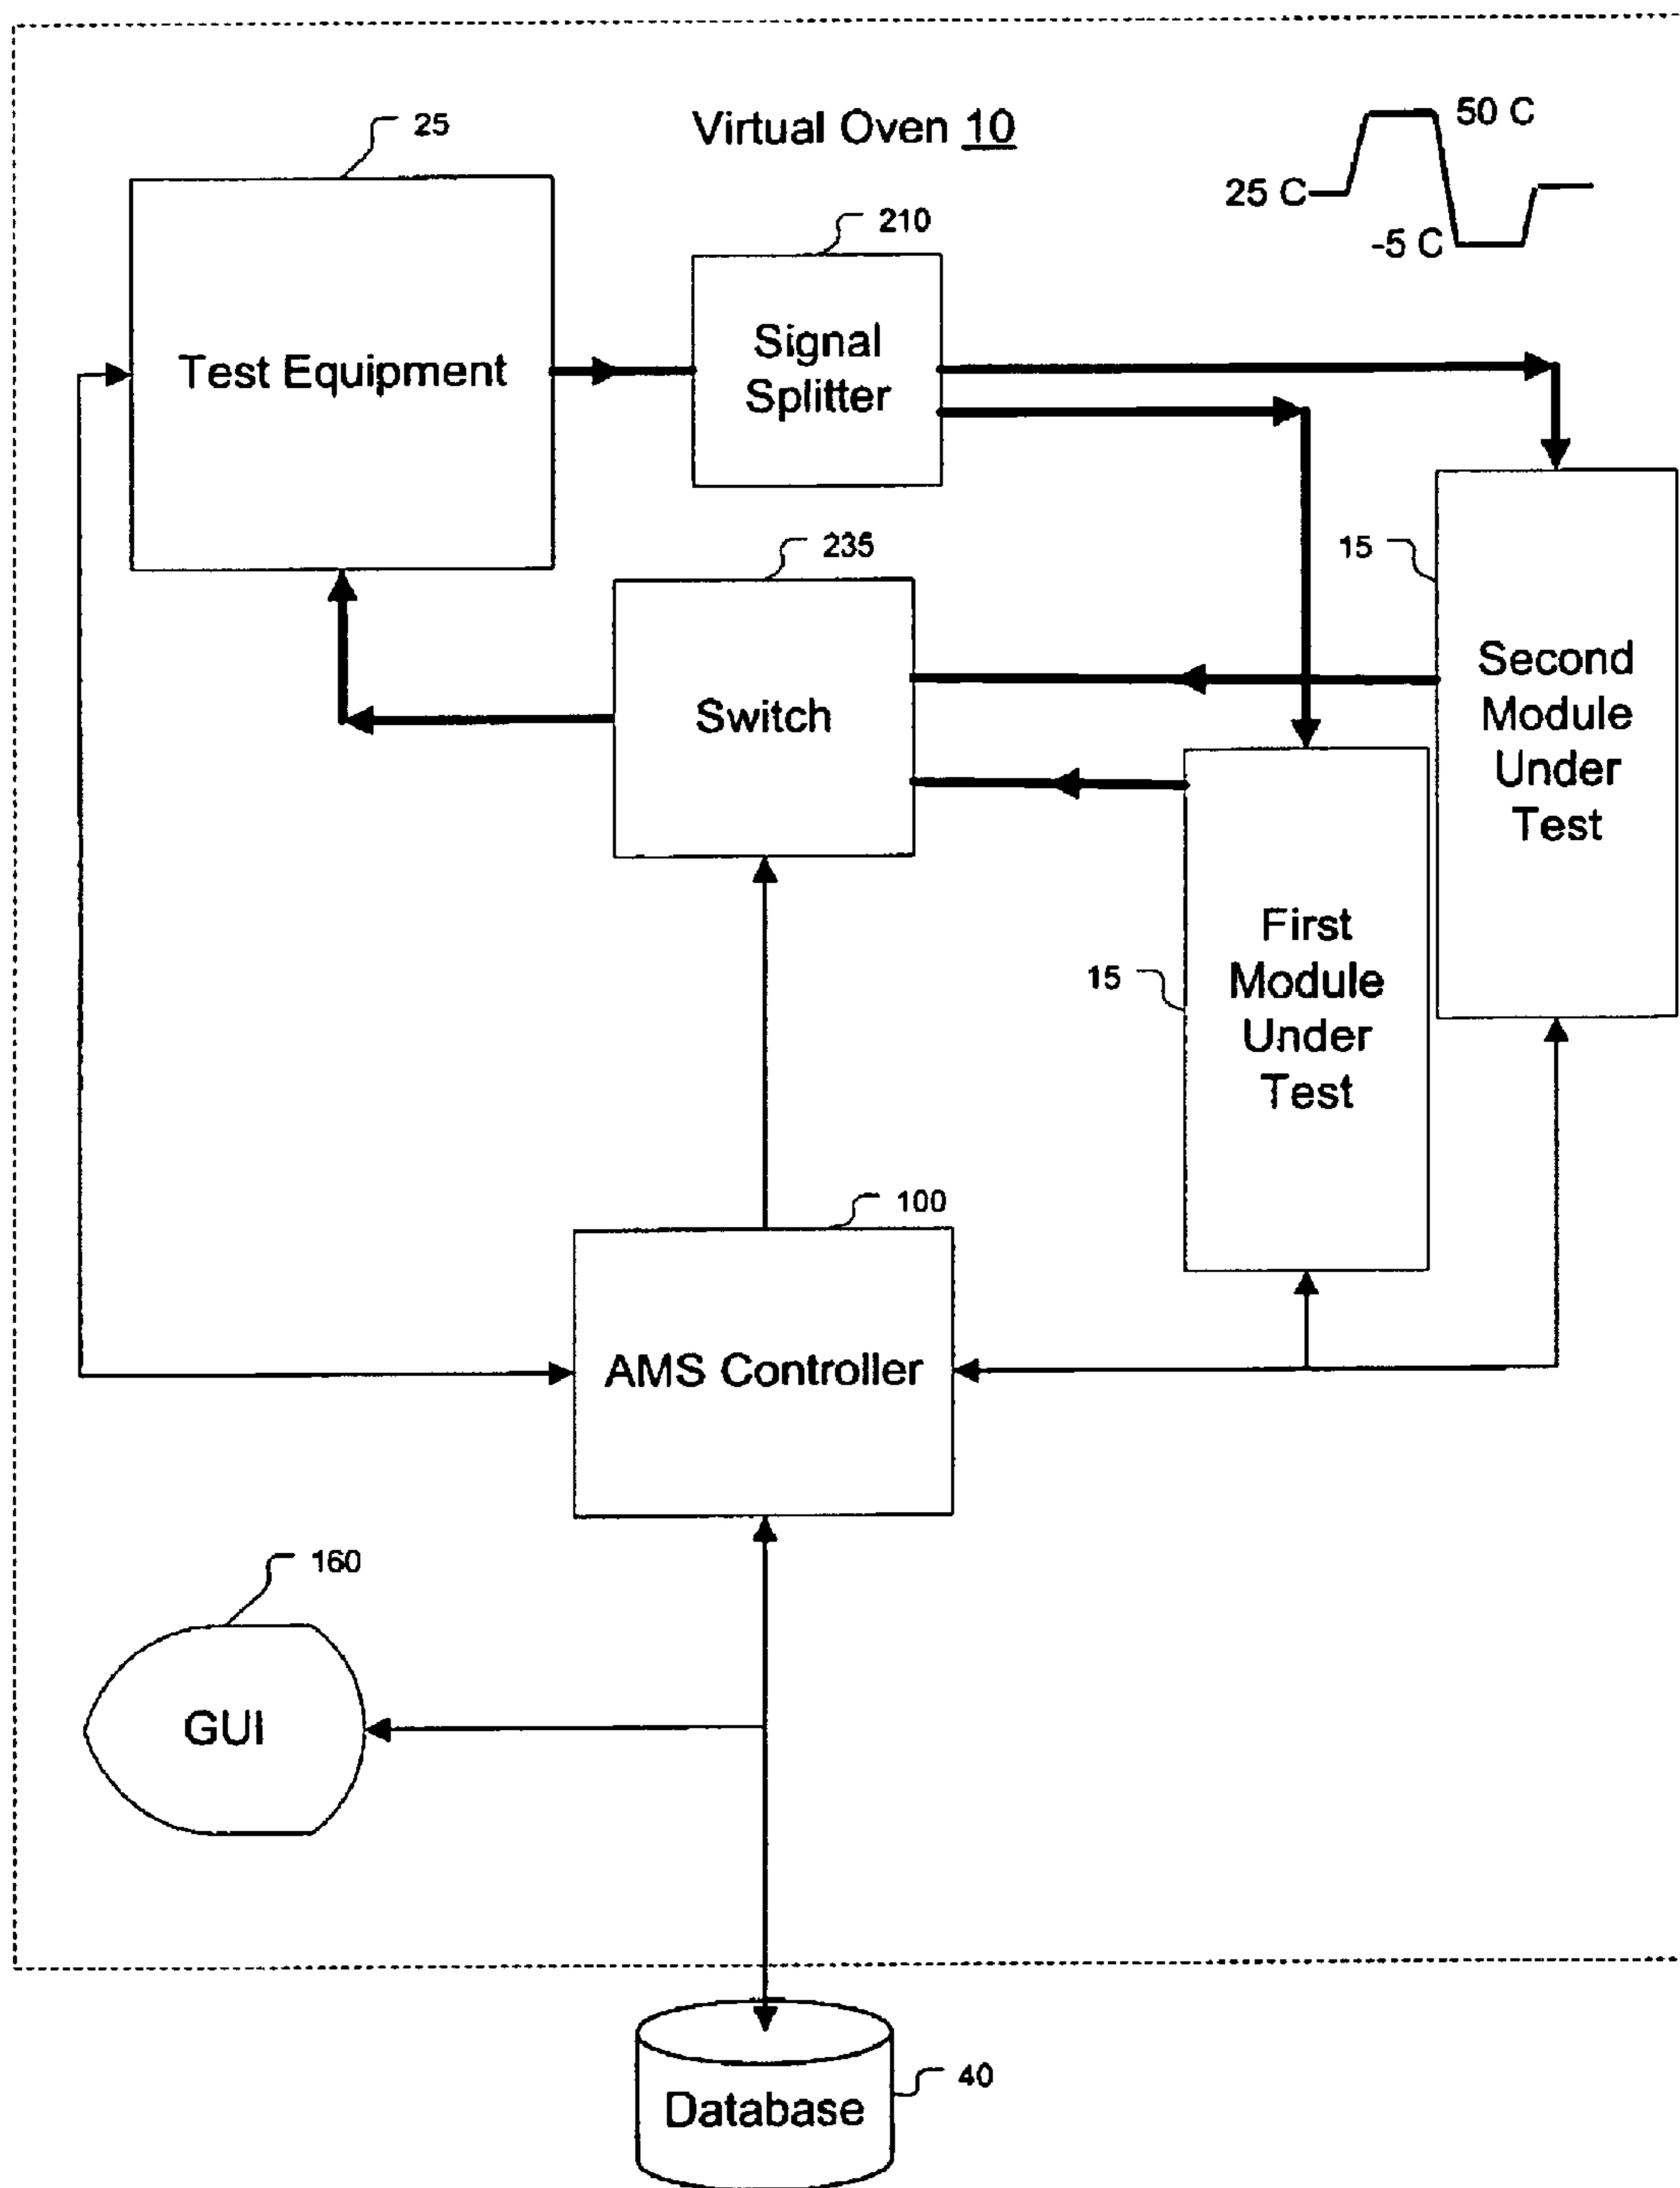 Virtual Oven 10
25
50 C
25 C
-5 C
210
Test Equipment
Signal
Splitter
235
15
Switch
Second
Module
Under
Test
15
First
Module
Under
Test
100
AMS Controller
160
GUI
40
Database